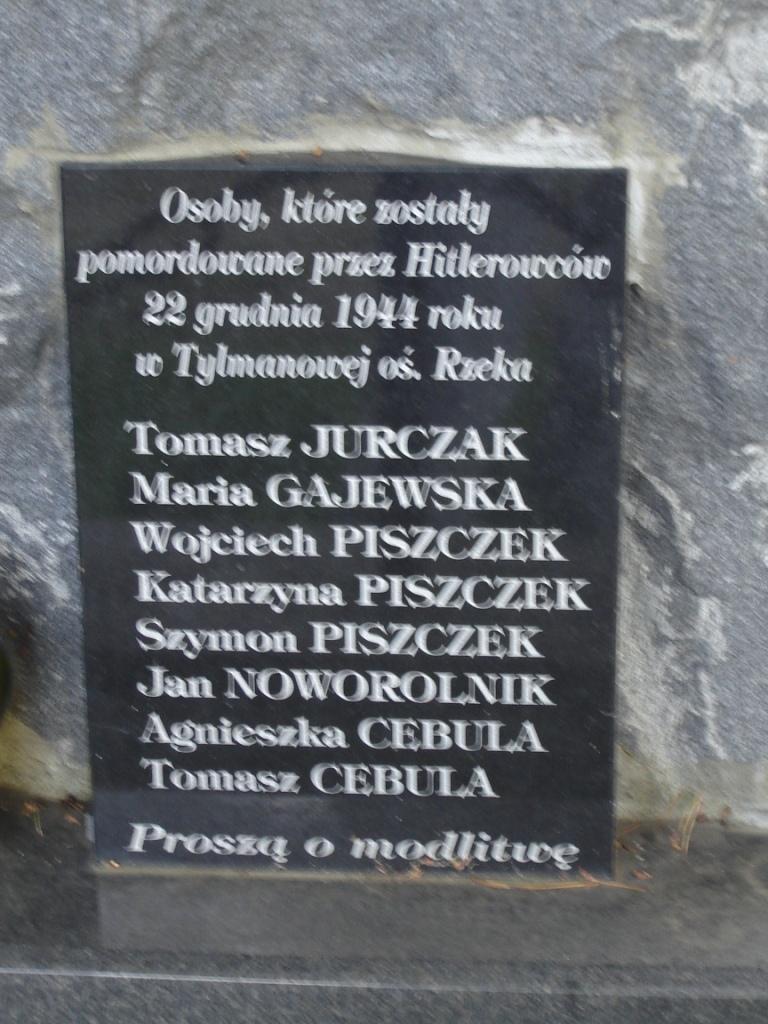 Osoby, które zostały
pomordowane przez Hitlerowców
22 grudnia 1944 roku
w Tylmanowej oś. Rzeka
Tomasz JURCZAK
Maria GAJEWSKA
Wojciech PISZCZEK
Katarzyna PISZCZEK
Szymon PISZCZEK
Jan NOWOROLNIK
Agnieszka CEBULA
Tomasz CEBULA
Proszą o modlitwę